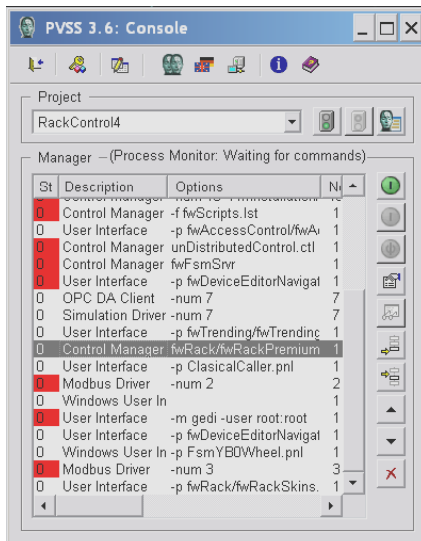 PVSS 3.6: Console
Project
RackControl4
Manager (Process Monitor: Waiting for commands)
St Description Options
0 Control Manager
0 Control Manager -f fwScripts.lst 1
0 User Interface -p fwAccessControl/fwA 1
0 Control Manager unDistributedControl.ctl 1
0 Control Manager fwFsmSrvr 1
0 User Interface -p fwDeviceEditorNavigat 1
0 OPC DA Client -num 7 7
0 Simulation Driver -num 7 7
0 User Interface -p fwTrending/fwTrending 1
0 Control Manager fwRack/fwRackPremium 1
0 User Interface -p ClasicalCaller.pnl 1
0 Modbus Driver -num 2 2
0 Windows User In 1
0 User Interface -m gedi -user root:root 1
0 User Interface -p fwDeviceEditorNavigat 1
0 Windows User In -p FsmYB0Wheel.pnl 1
0 Modbus Driver -num 3 3
0 User Interface -p fwRack/fwRackSkins. 1